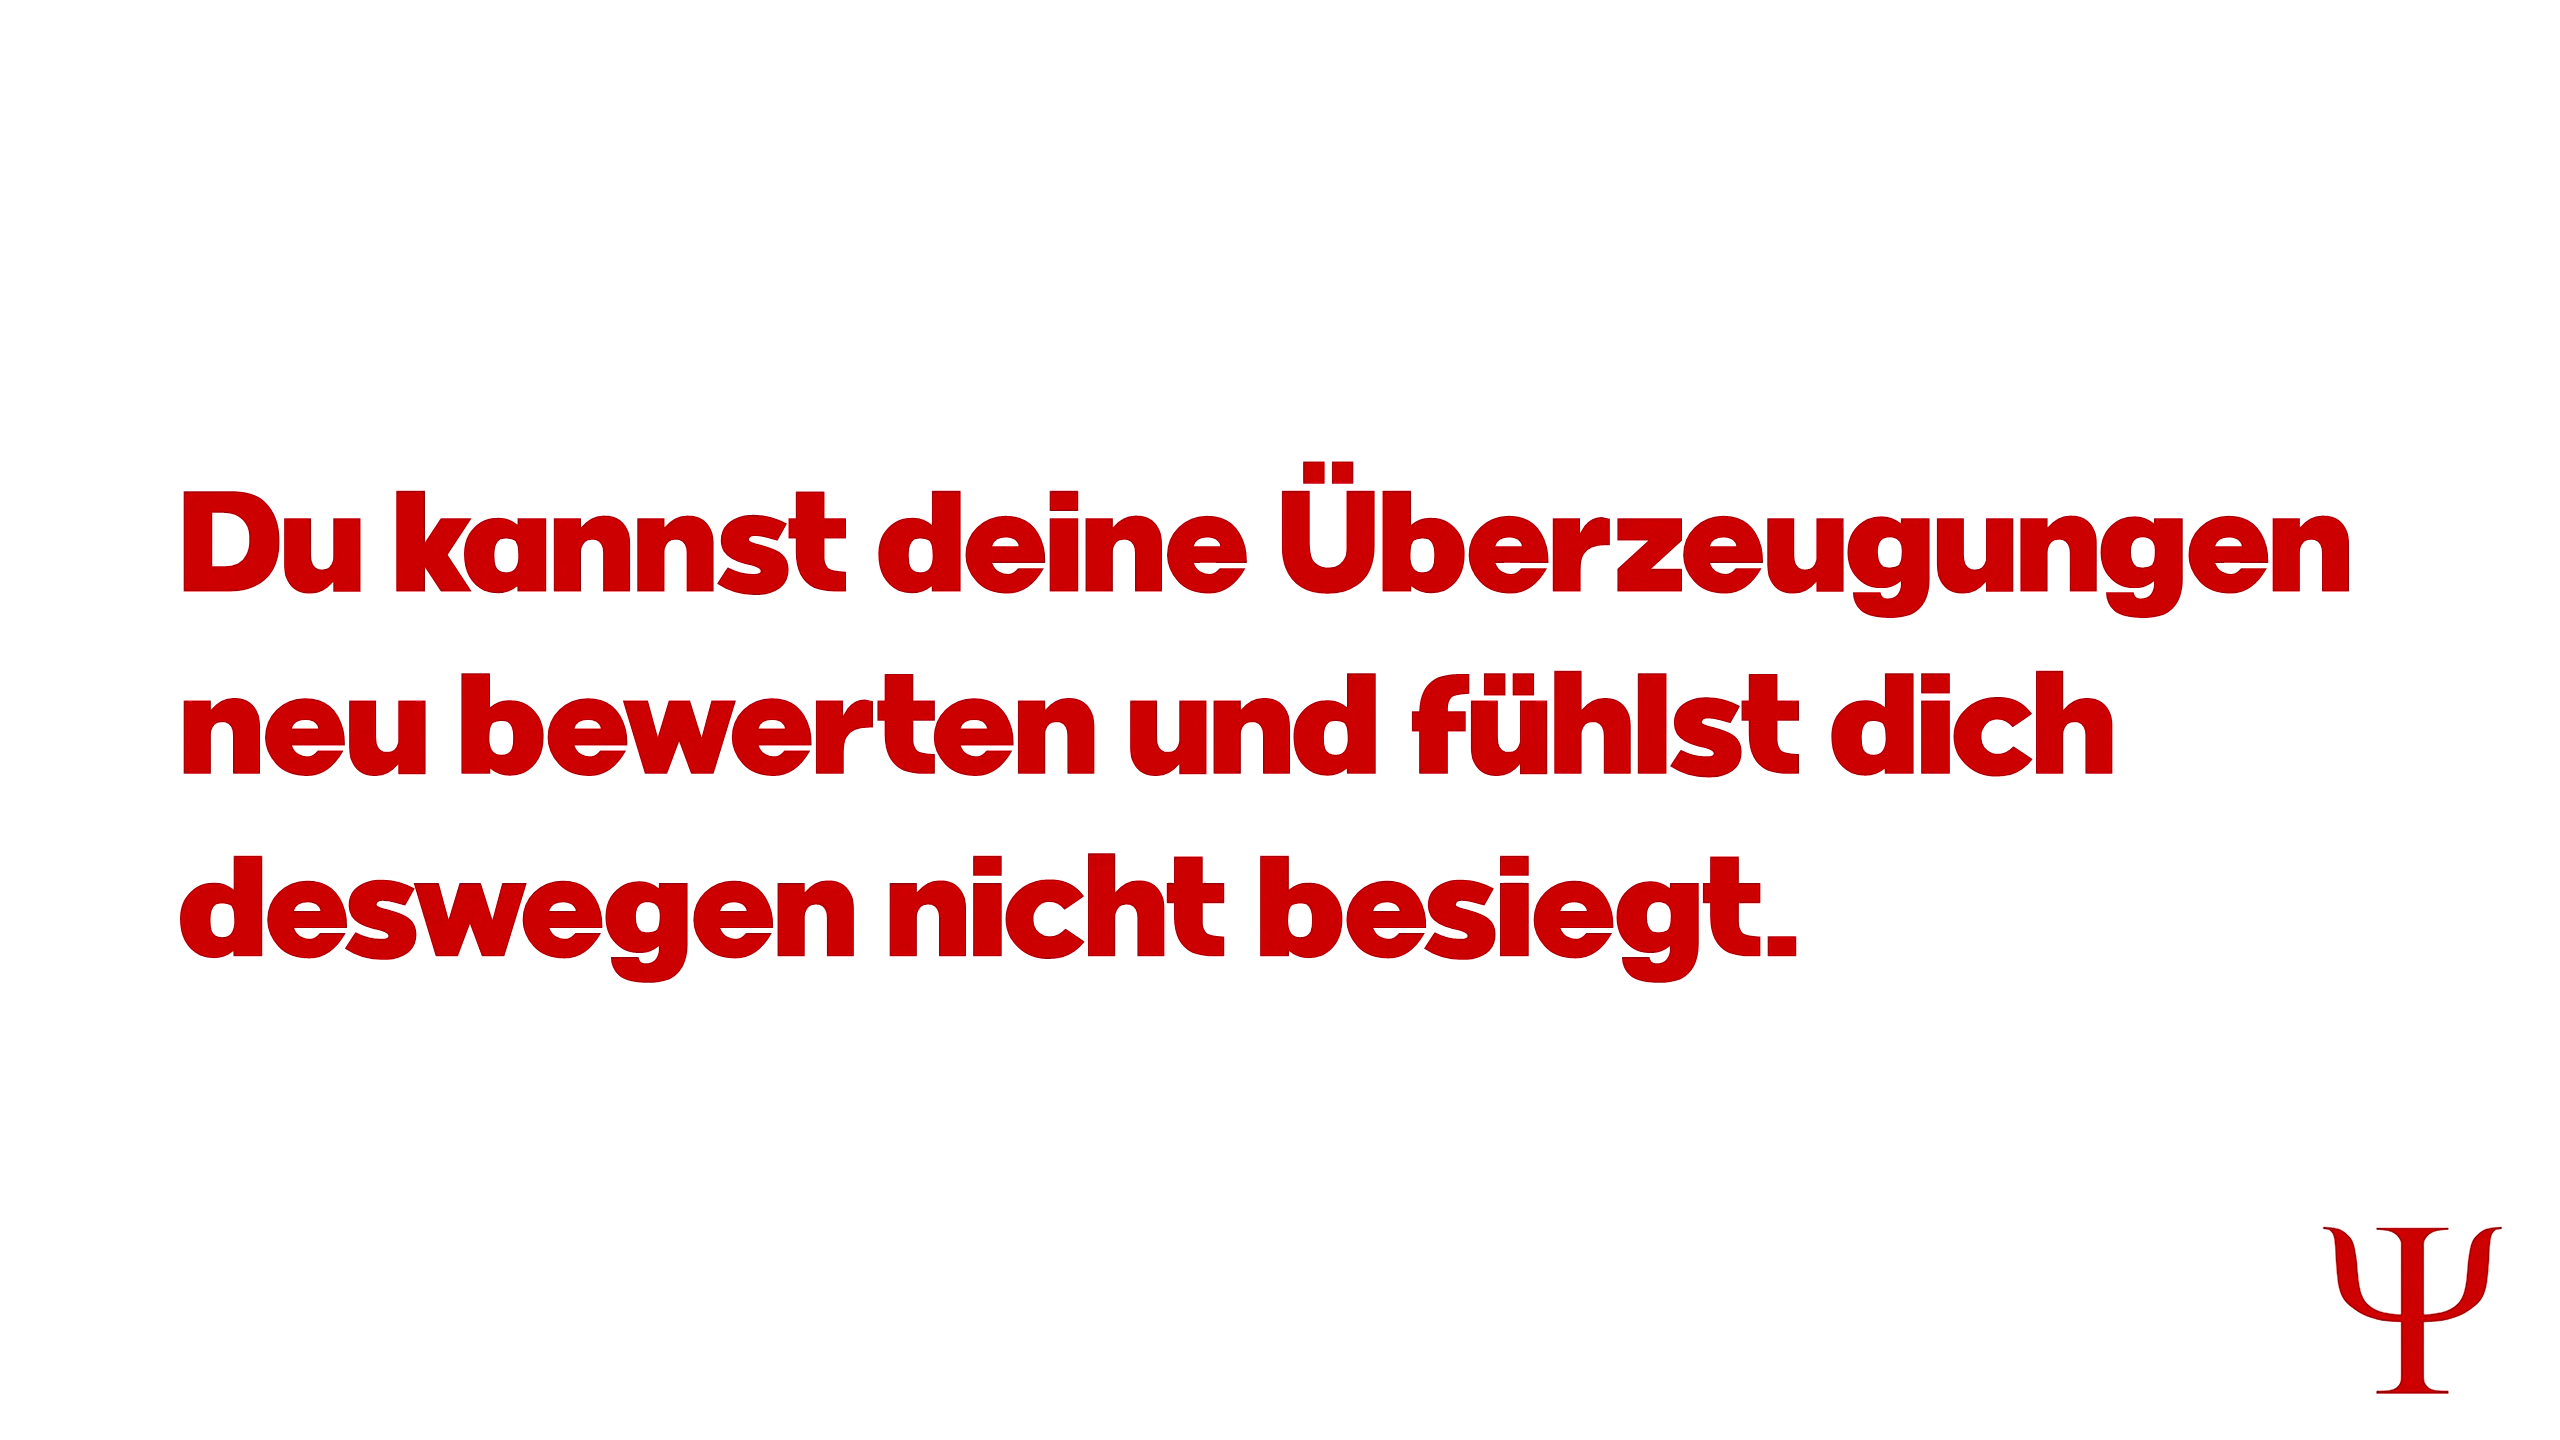 Du kannst deine Überzeugungen
neu bewerten und fühlst dich
deswegen nicht besiegt.
Ψ